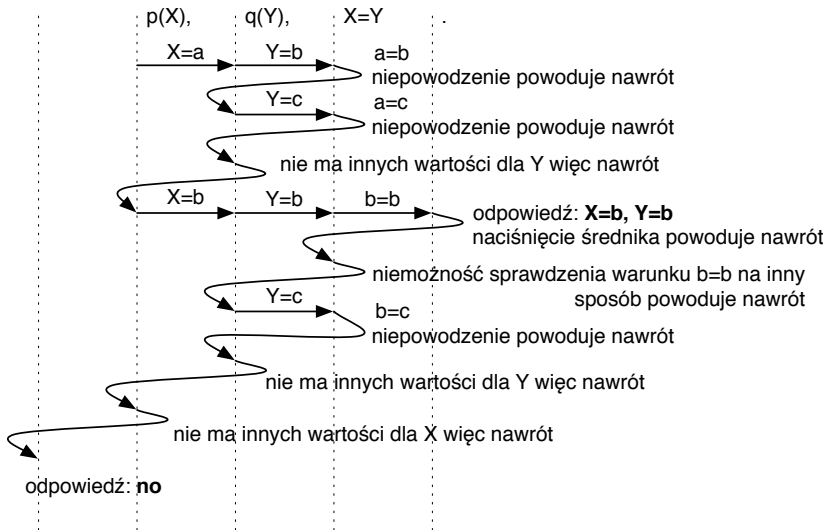 p(X), q(Y), X=Y .
X=a Y=b a=b
niepowodzenie powoduje nawrót
Y=c a=c
niepowodzenie powoduje nawrót
nie ma innych wartości dla Y więc nawrót
X=b Y=b b=b
odpowiedź: X=b, Y=b
naciśnięcie średnika powoduje nawrót
niemożność sprawdzenia warunku b=b na inny
sposób powoduje nawrót
Y=c b=c
niepowodzenie powoduje nawrót
nie ma innych wartości dla Y więc nawrót
nie ma innych wartości dla X więc nawrót
odpowiedź: no